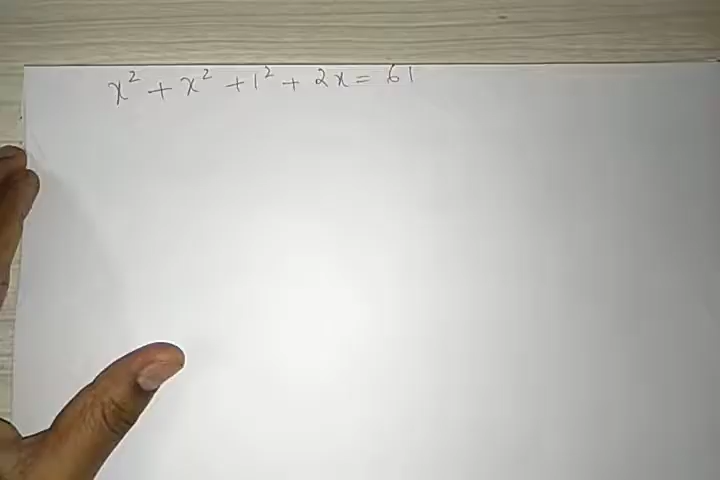 x² + x² + 1² + 2x = 61